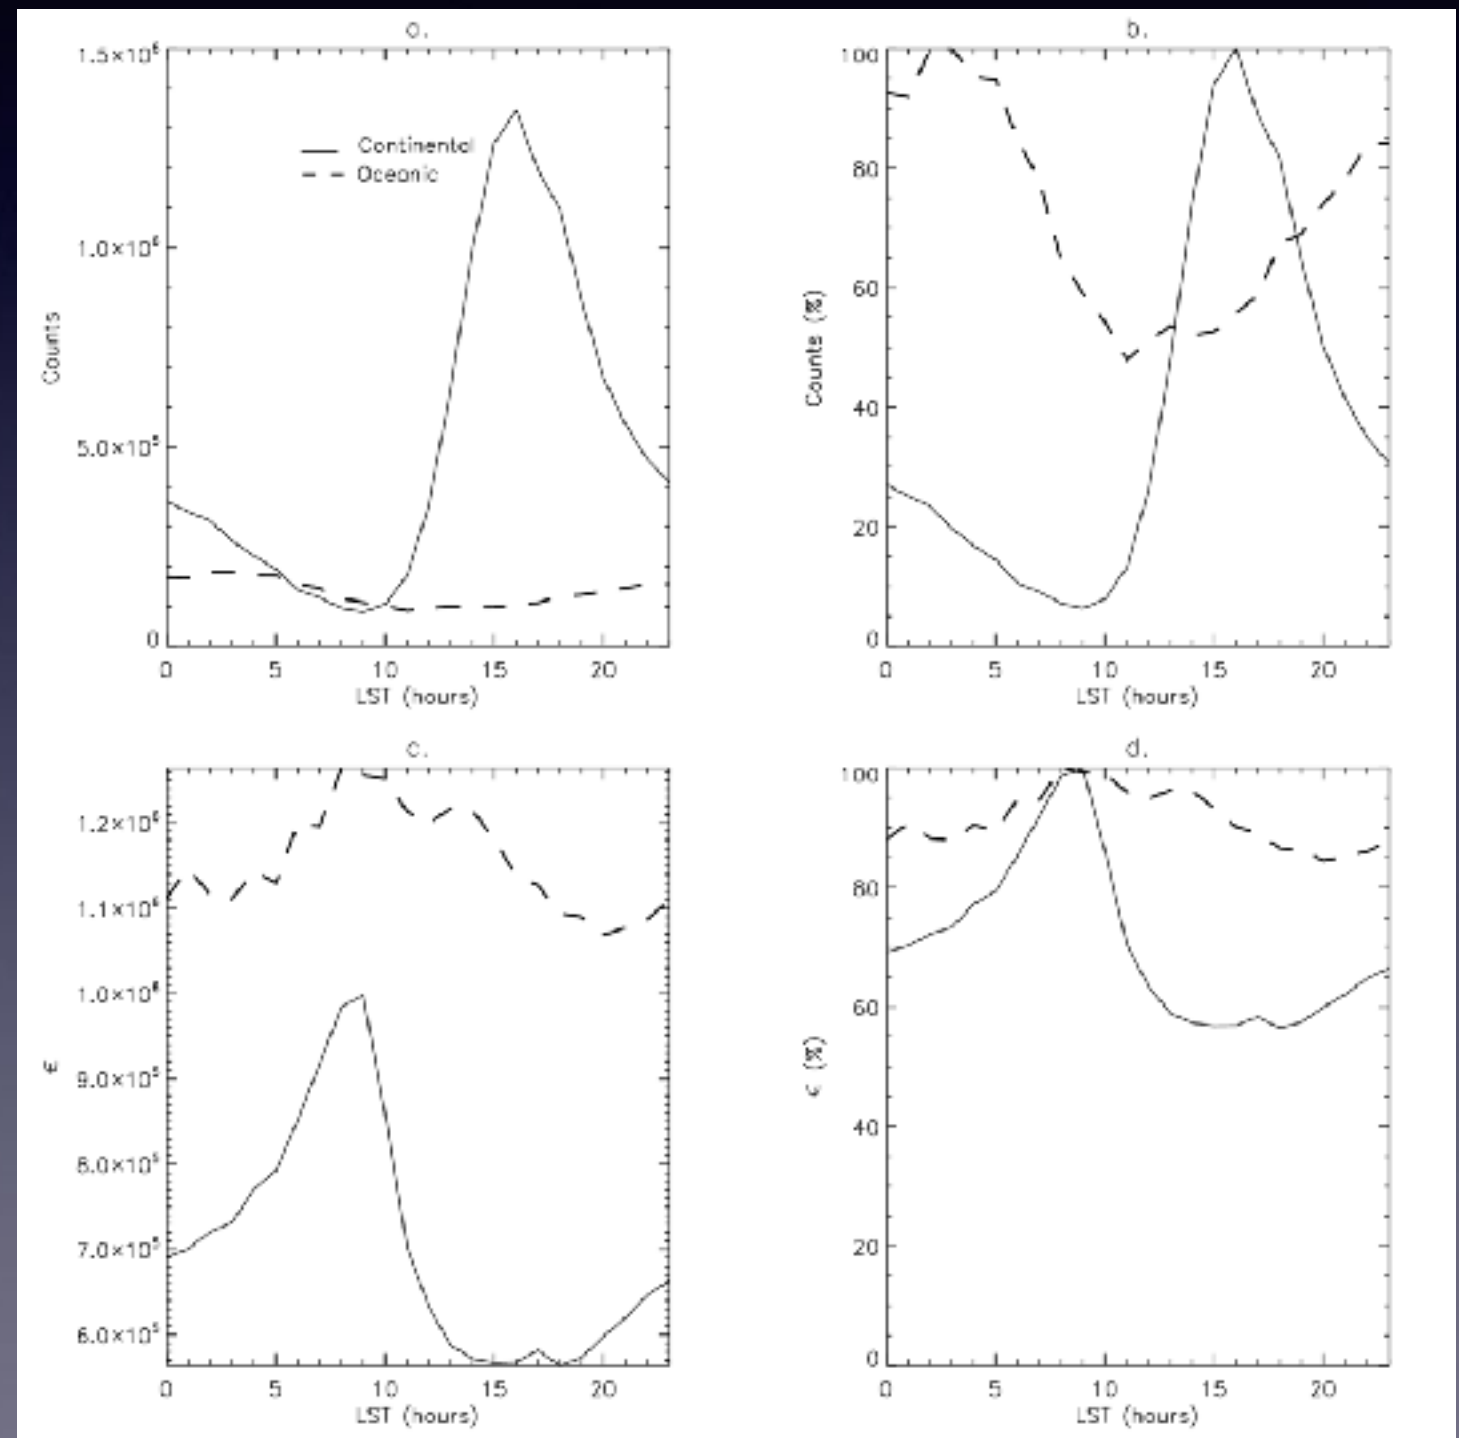 a.
1.5×10⁶
1.0×10⁶
5.0×10⁵
0
Counts
Continental
Oceanic
0 5 10 15 20
LST (hours)
b.
100
80
60
40
20
0
Counts (%)
0 5 10 15 20
LST (hours)
c.
1.2×10⁶
1.1×10⁶
1.0×10⁶
9.0×10⁵
8.0×10⁵
7.0×10⁵
6.0×10⁵
ϵ
0 5 10 15 20
LST (hours)
d.
100
80
60
40
20
0
ϵ (%)
0 5 10 15 20
LST (hours)